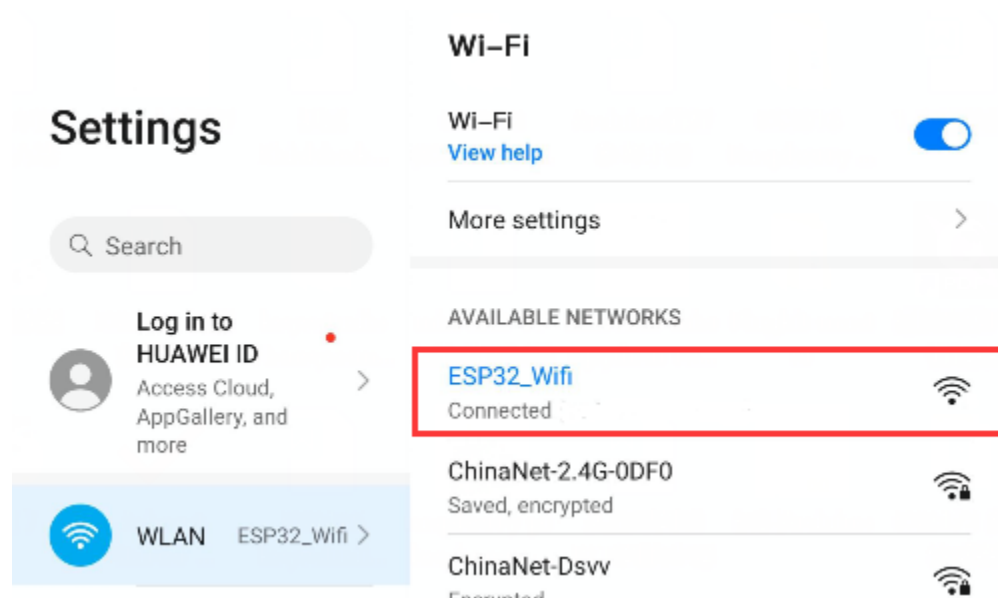 Settings
Search
Log in to
HUAWEI ID
Access Cloud,
AppGallery, and
more
WLAN ESP32_Wifi
Wi-Fi
Wi-Fi
View help
More settings
AVAILABLE NETWORKS
ESP32_Wifi
Connected
ChinaNet-2.4G-0DF0
Saved, encrypted
ChinaNet-Dsvv
Encrypted